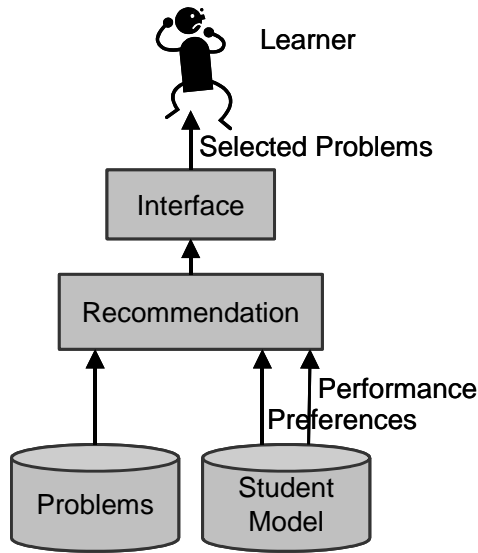 Learner
Selected Problems
Interface
Recommendation
Performance
Preferences
Problems
Student
Model